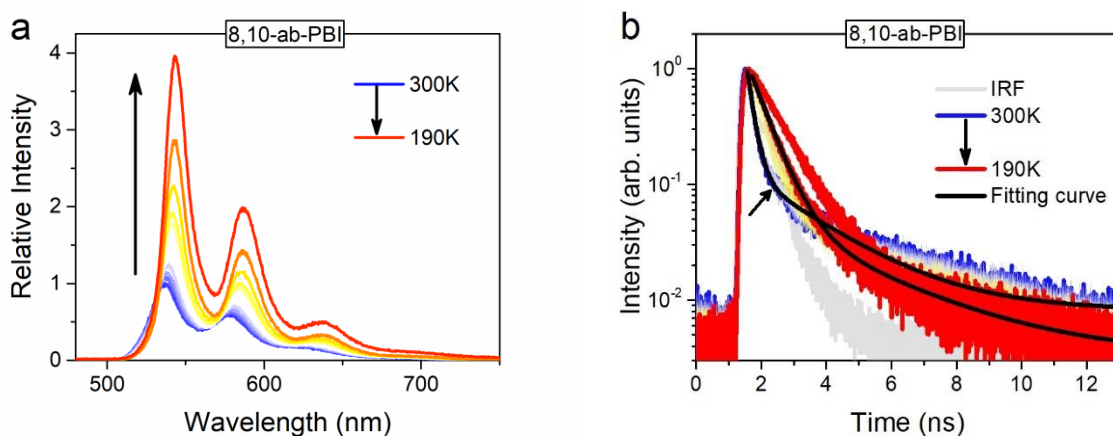 a
8,10-ab-PBI
4
3
2
1
0
300K
190K
Relative Intensity
500
600
700
Wavelength (nm)
b
8,10-ab-PBI
10⁰
10⁻¹
10⁻²
IRF
300K
190K
Fitting curve
Intensity (arb. units)
0 2 4 6 8 10 12
Time (ns)